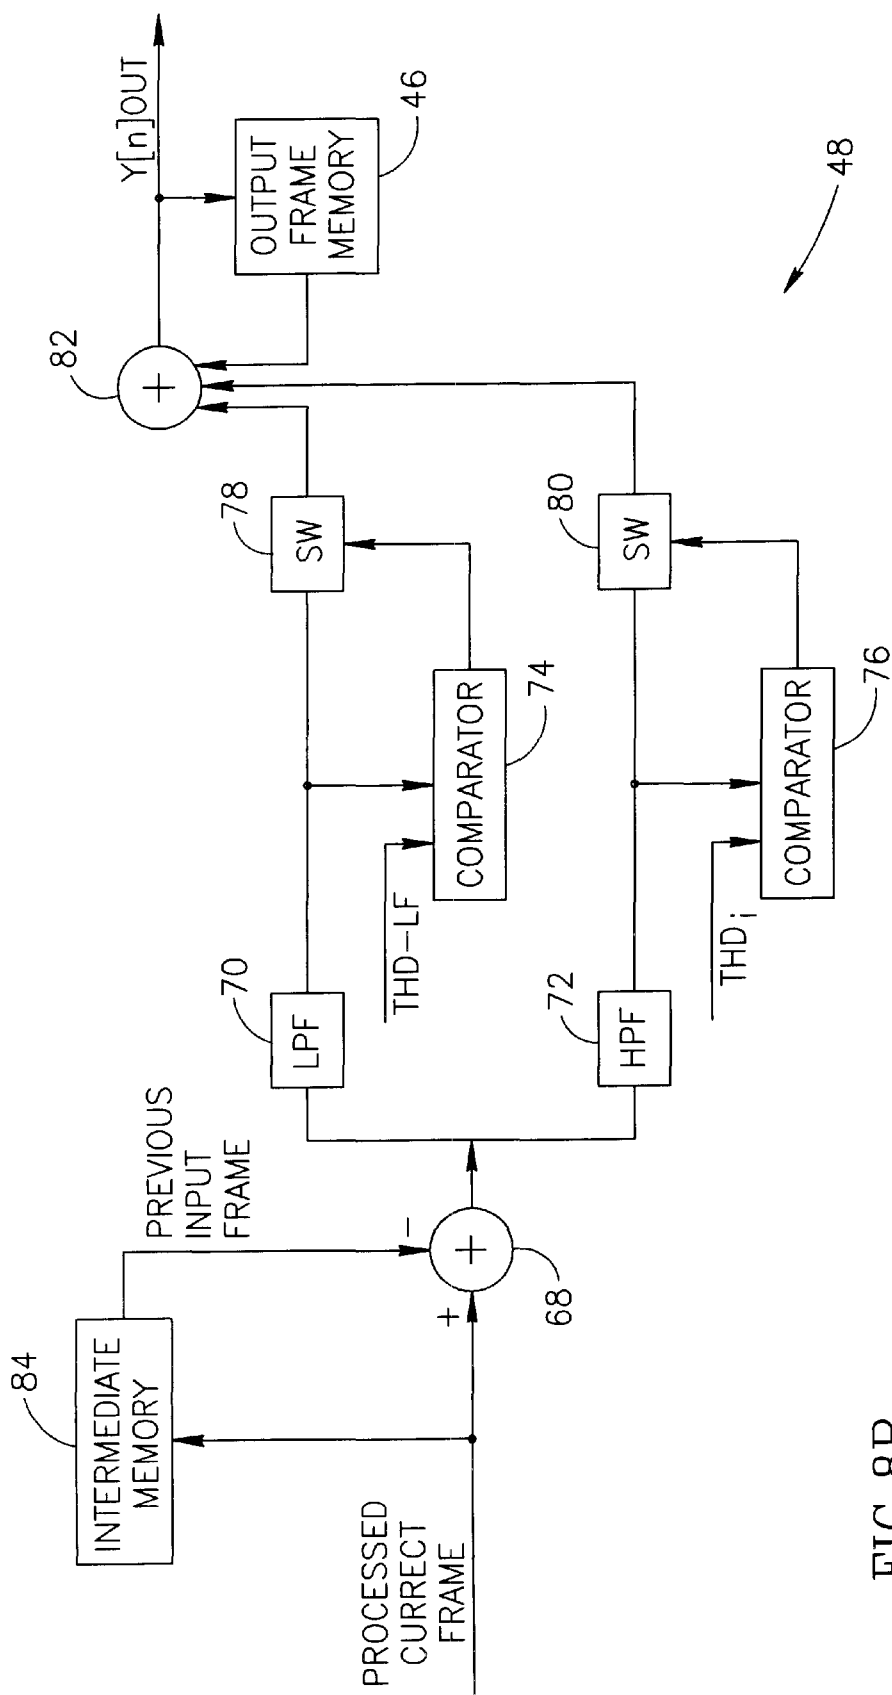 84
INTERMEDIATE
MEMORY
PREVIOUS
INPUT
FRAME
PROCESSED
CURRECT
FRAME
+
-
+
68
70
LPF
72
HPF
THD-LF
COMPARATOR
74
THDi
COMPARATOR
76
78
SW
80
SW
82
+
Y[n]OUT
OUTPUT
FRAME
MEMORY
46
48
FIG.8B